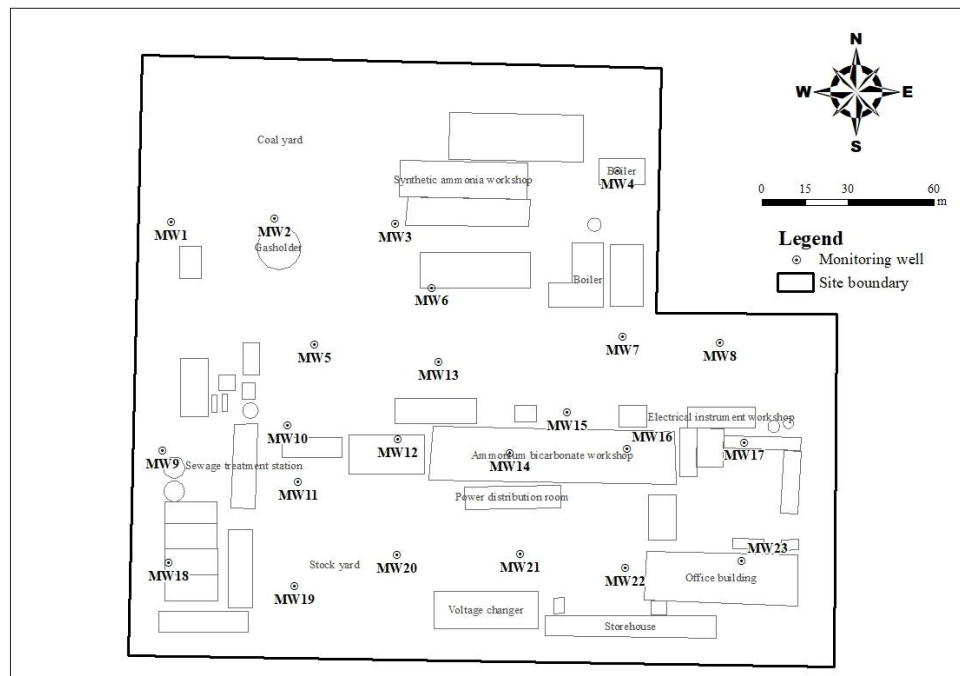 N
W E
S
0 15 30 60
m
Legend
Monitoring well
Site boundary
Coal yard
Synthetic ammonia workshop
Boiler
MW4
MW1
MW2
Gasholder
MW3
Boiler
MW6
MW5
MW13
MW7
MW8
MW10
MW12
MW15
Electrical instrument workshop
MW16
MW17
MW9
Sewage treatment station
Ammonium bicarbonate workshop
MW14
MW11
Power distribution room
MW18
Stock yard
MW19
MW20
MW21
MW22
MW23
Office building
Voltage changer
Storehouse